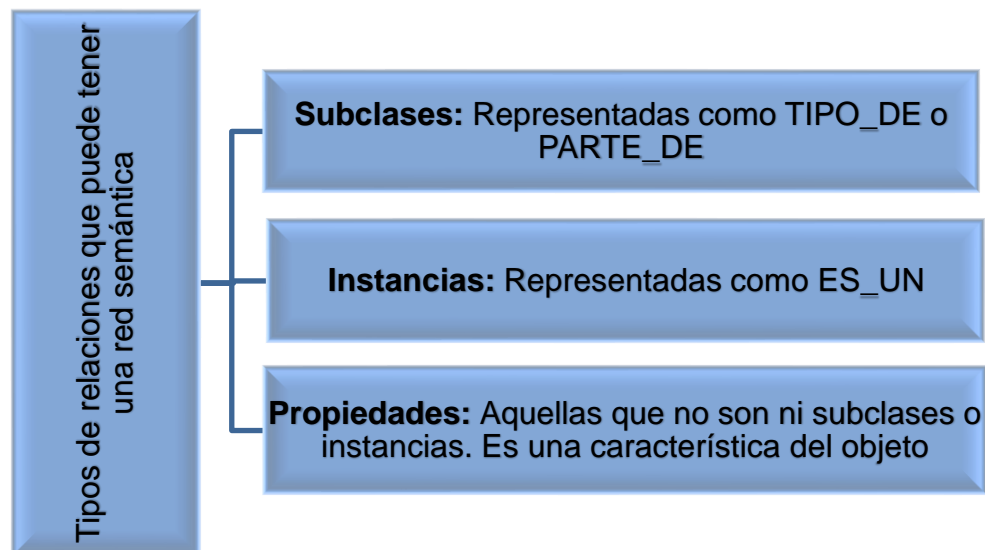 Tipos de relaciones que puede tener
una red semántica
Subclases: Representadas como TIPO_DE o
PARTE_DE
Instancias: Representadas como ES_UN
Propiedades: Aquellas que no son ni subclases o
instancias. Es una característica del objeto